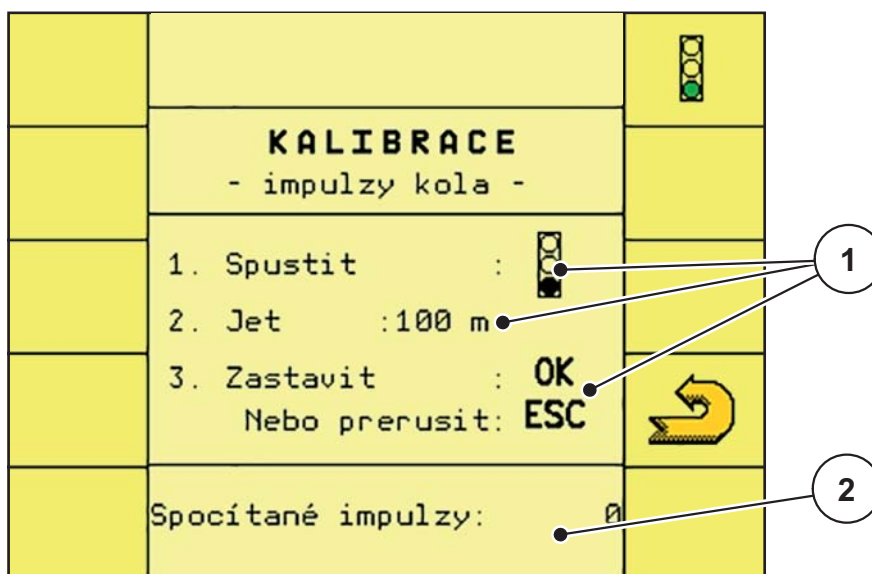 KALIBRACE
- impulzy kola -
1. Spustit :
2. Jet :100 m
3. Zastavit : OK
Nebo prerusit: ESC
Spocítané impulzy: 0
1
2